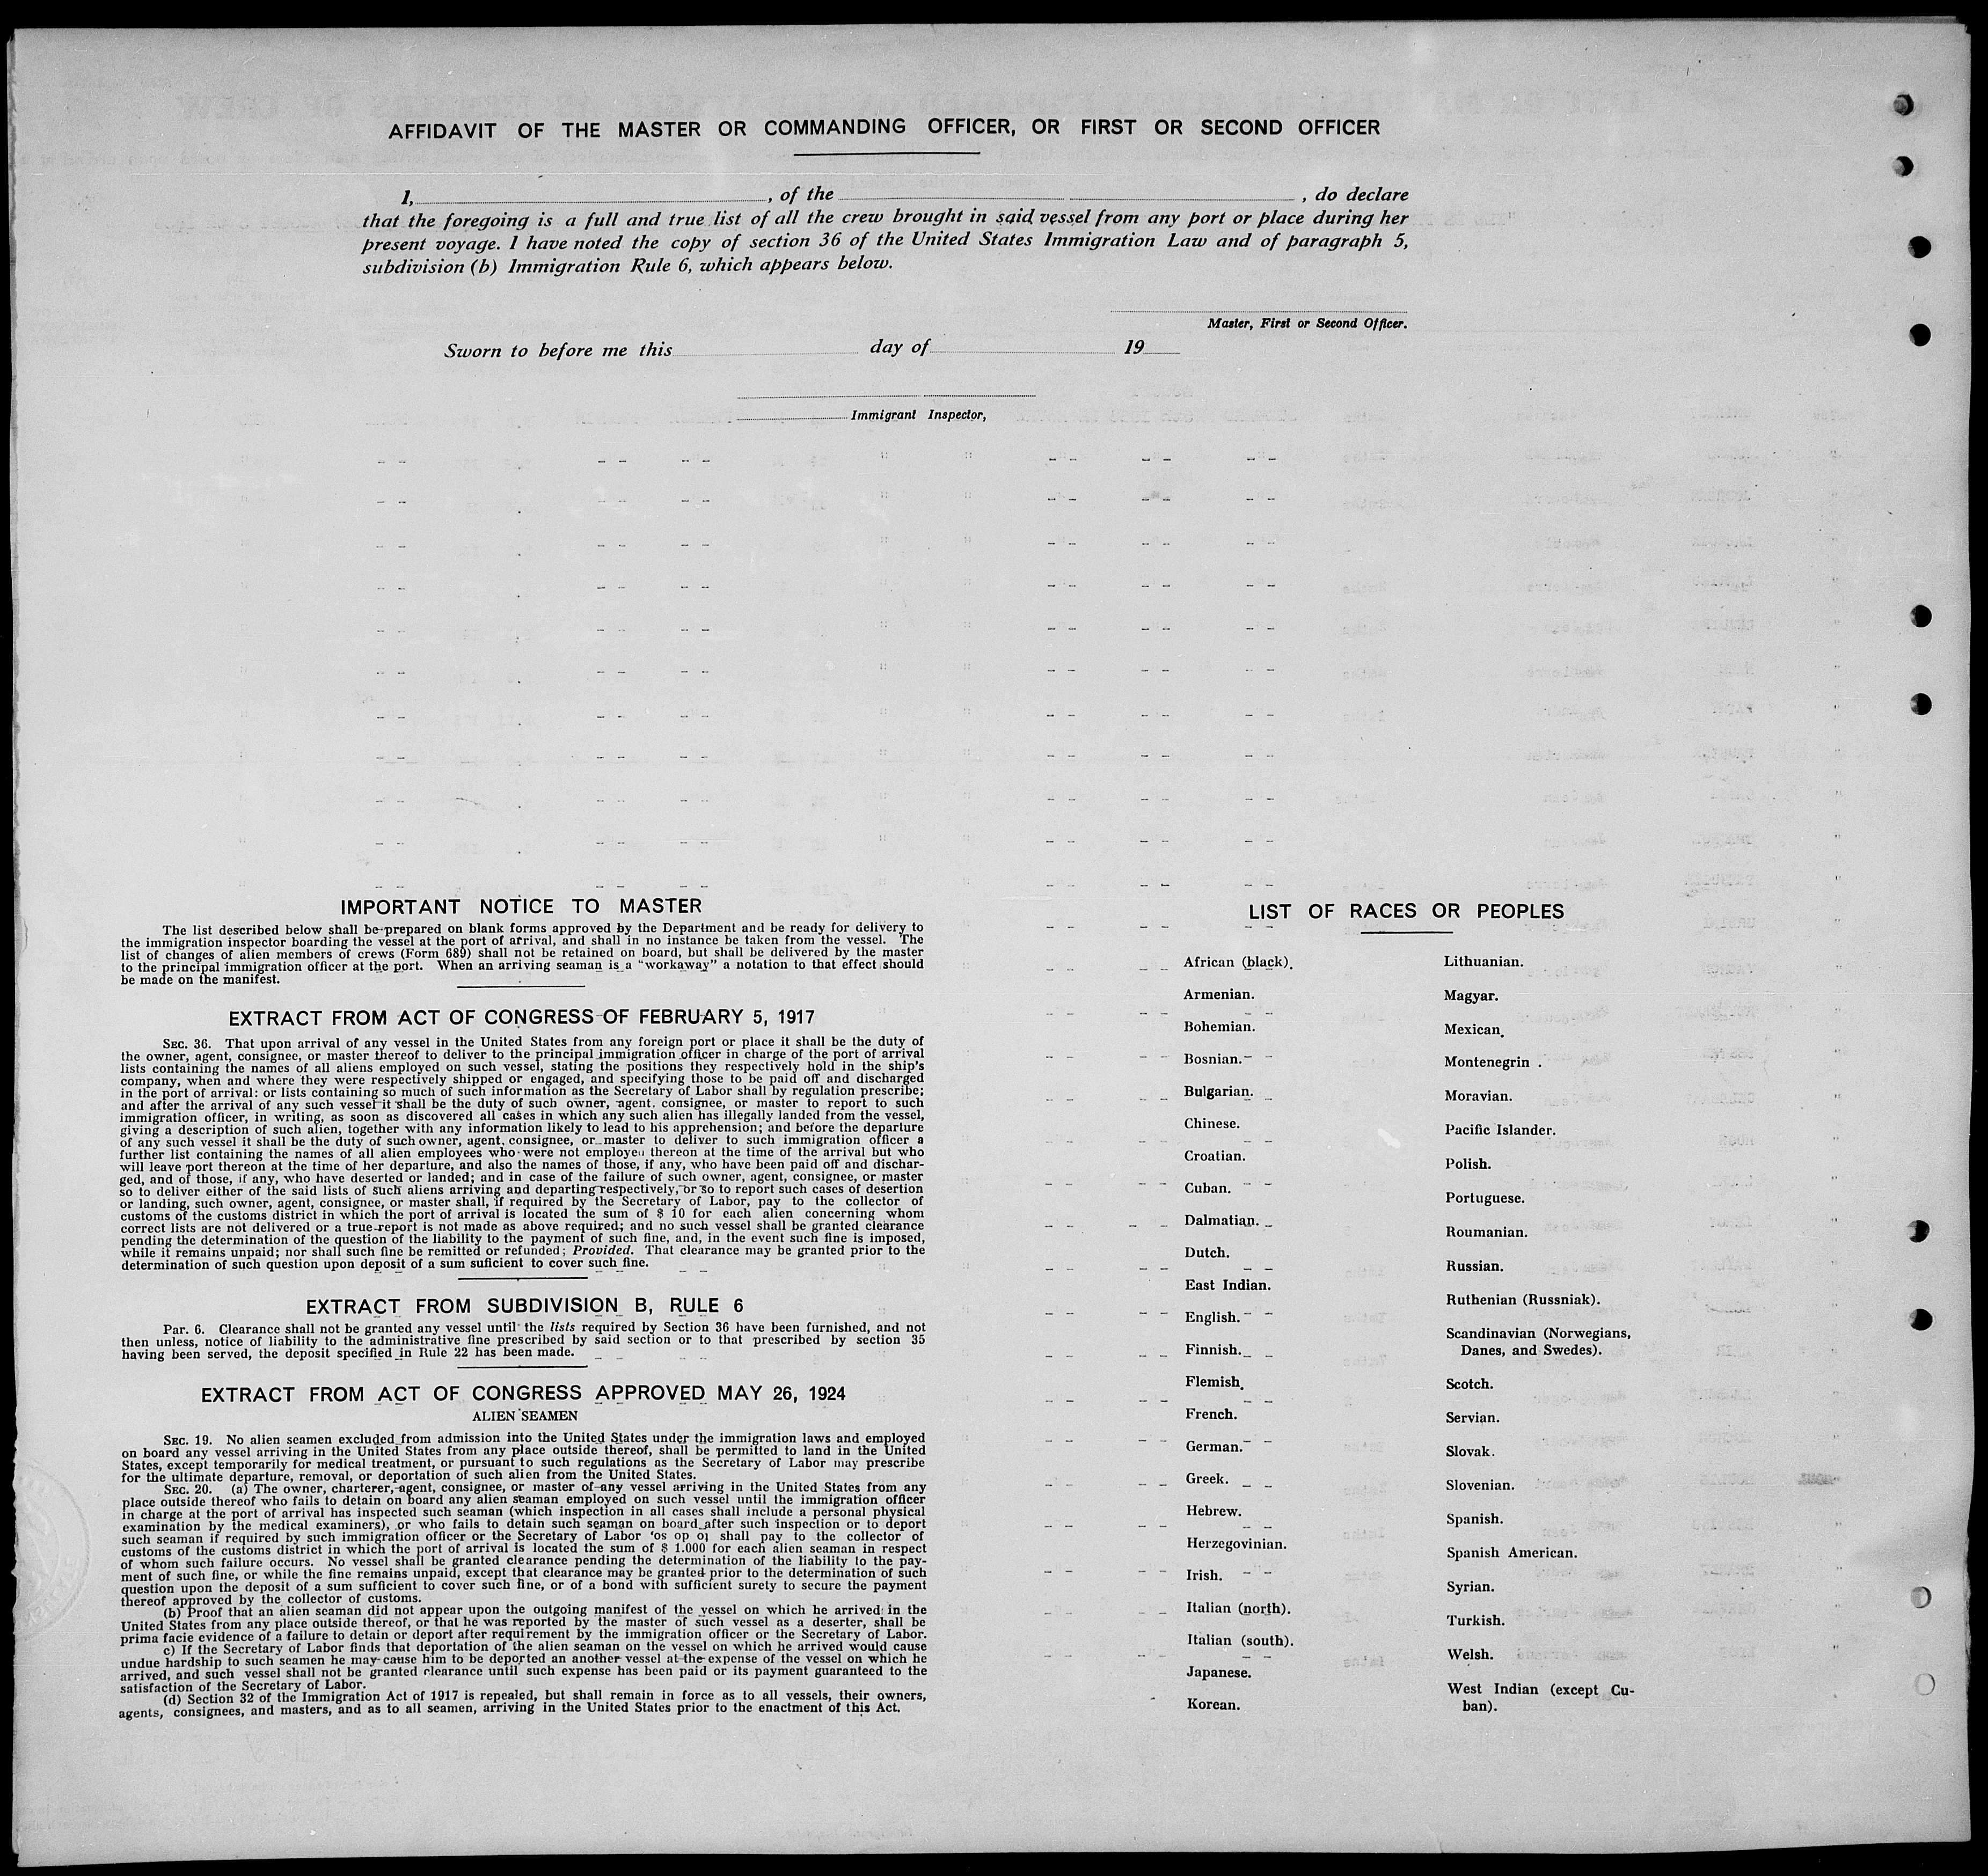 AFFIDAVIT OF THE MASTER OR COMMANDING OFFICER, OR FIRST OR SECOND OFFICER
I, , of the , do declare
that the foregoing is a full and true list of all the crew brought in said vessel from any port or place during her
present voyage. I have noted the copy of section 36 of the United States Immigration Law and of paragraph 5,
subdivision (b) Immigration Rule 6, which appears below.
Master, First or Second Officer.
Sworn to before me this day of 19
Immigrant Inspector,
IMPORTANT NOTICE TO MASTER
The list described below shall be prepared on blank forms approved by the Department and be ready for delivery to
the immigration inspector boarding the vessel at the port of arrival, and shall in no instance be taken from the vessel. The
list of changes of alien members of crews (Form 689) shall not be retained on board, but shall be delivered by the master
to the principal immigration officer at the port. When an arriving seaman is a "workaway" a notation to that effect should
be made on the manifest.
EXTRACT FROM ACT OF CONGRESS OF FEBRUARY 5, 1917
SEC. 36. That upon arrival of any vessel in the United States from any foreign port or place it shall be the duty of
the owner, agent, consignee, or master thereof to deliver to the principal immigration officer in charge of the port of arrival
lists containing the names of all aliens employed on such vessel, stating the positions they respectively hold in the ship's
company, when and where they were respectively shipped or engaged, and specifying those to be paid off and discharged
in the port of arrival: or lists containing so much of such information as the Secretary of Labor shall by regulation prescribe;
and after the arrival of any such vessel it shall be the duty of such owner, agent. consignee, or master to report to such
immigration officer, in writing, as soon as discovered all cases in which any such alien has illegally landed from the vessel,
giving a description of such alien, together with any information likely to lead to his apprehension; and before the departure
of any such vessel it shall be the duty of such owner, agent, consignee, or master to deliver to such immigration officer a
further list containing the names of all alien employees who were not employed thereon at the time of the arrival but who
will leave port thereon at the time of her departure, and also the names of those, if any, who have been paid off and dischar-
ged, and of those, if any, who have deserted or landed; and in case of the failure of such owner, agent, consignee, or master
so to deliver either of the said lists of such aliens arriving and departing respectively, or so to report such cases of desertion
or landing, such owner, agent, consignee, or master shall, if required by the Secretary of Labor, pay to the collector of
customs of the customs district in which the port of arrival is located the sum of $ 10 for each alien concerning whom
correct lists are not delivered or a true report is not made as above required; and no such vessel shall be granted clearance
pending the determination of the question of the liability to the payment of such fine, and, in the event such fine is imposed,
while it remains unpaid; nor shall such fine be remitted or refunded; Provided. That clearance may be granted prior to the
determination of such question upon deposit of a sum suficient to cover such fine.
EXTRACT FROM SUBDIVISION B, RULE 6
Par. 6. Clearance shall not be granted any vessel until the lists required by Section 36 have been furnished, and not
then unless, notice of liability to the administrative fine prescribed by said section or to that prescribed by section 35
having been served, the deposit specified in Rule 22 has been made.
EXTRACT FROM ACT OF CONGRESS APPROVED MAY 26, 1924
ALIEN SEAMEN
SEC. 19. No alien seamen excluded from admission into the United States under the immigration laws and employed
on board any vessel arriving in the United States from any place outside thereof, shall be permitted to land in the United
States, except temporarily for medical treatment, or pursuant to such regulations as the Secretary of Labor may prescribe
for the ultimate departure, removal, or deportation of such alien from the United States.
SEC. 20. (a) The owner, charterer, agent, consignee, or master of any vessel arriving in the United States from any
place outside thereof who fails to detain on board any alien seaman employed on such vessel until the immigration officer
in charge at the port of arrival has inspected such seaman (which inspection in all cases shall include a personal physical
examination by the medical examiners), or who fails to detain such seaman on board after such inspection or to deport
such seaman if required by such immigration officer or the Secretary of Labor 'os op oı shall pay to the collector of
customs of the customs district in which the port of arrival is located the sum of $ 1.000 for each alien seaman in respect
of whom such failure occurs. No vessel shall be granted clearance pending the determination of the liability to the pay-
ment of such fine, or while the fine remains unpaid, except that clearance may be granted prior to the determination of such
question upon the deposit of a sum sufficient to cover such fine, or of a bond with sufficient surety to secure the payment
thereof approved by the collector of customs.
(b) Proof that an alien seaman did not appear upon the outgoing manifest of the vessel on which he arrived in the
United States from any place outside thereof, or that he was reported by the master of such vessel as a deserter, shall be
prima facie evidence of a failure to detain or deport after requirement by the immigration officer or the Secretary of Labor.
c) If the Secretary of Labor finds that deportation of the alien seaman on the vessel on which he arrived would cause
undue hardship to such seamen he may cause him to be deported an another vessel at the expense of the vessel on which he
arrived, and such vessel shall not be granted clearance until such expense has been paid or its payment guaranteed to the
satisfaction of the Secretary of Labor.
(d) Section 32 of the Immigration Act of 1917 is repealed, but shall remain in force as to all vessels, their owners,
agents, consignees, and masters, and as to all seamen, arriving in the United States prior to the enactment of this Act.
LIST OF RACES OR PEOPLES
African (black).
Armenian.
Bohemian.
Bosnian.
Bulgarian.
Chinese.
Croatian.
Cuban.
Dalmatian.
Dutch.
East Indian.
English.
Finnish.
Flemish.
French.
German.
Greek.
Hebrew.
Herzegovinian.
Irish.
Italian (north).
Italian (south).
Japanese.
Korean.
Lithuanian.
Magyar.
Mexican.
Montenegrin .
Moravian.
Pacific Islander.
Polish.
Portuguese.
Roumanian.
Russian.
Ruthenian (Russniak).
Scandinavian (Norwegians,
Danes, and Swedes).
Scotch.
Servian.
Slovak.
Slovenian.
Spanish.
Spanish American.
Syrian.
Turkish.
Welsh.
West Indian (except Cu-
ban).